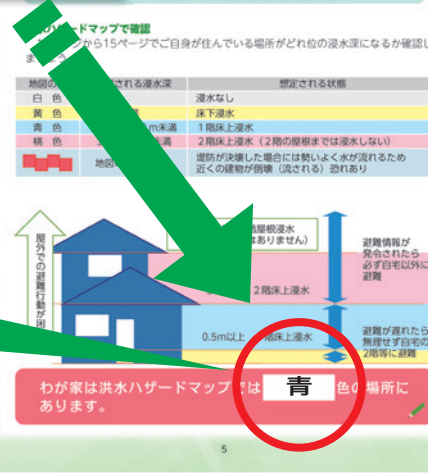 ドマップで確認
から15ページでご自身が住んでいる場所がどれ位の浸水深になるか確認し
地図の
される浸水深
想定される状態
白 色
浸水なし
黄 色
床下浸水
青 色
m未満
1階床上浸水
桃 色
未満
2階床上浸水（2階の屋根までは浸水しない）
地図
堤防が決壊した場合には勢いよく水が流れるため
近くの建物が倒壊（流される）恐れあり
屋外での避難行動が困
屋根浸水
はありません）
避難情報が
発令されたら
必ず自宅以外に
避難
2階床上浸水
0.5m以上
階床上浸水
避難が遅れたら
無理せず自宅の
2階等に避難
わが家は洪水ハザードマップでは 青 色の場所に
あります。
5